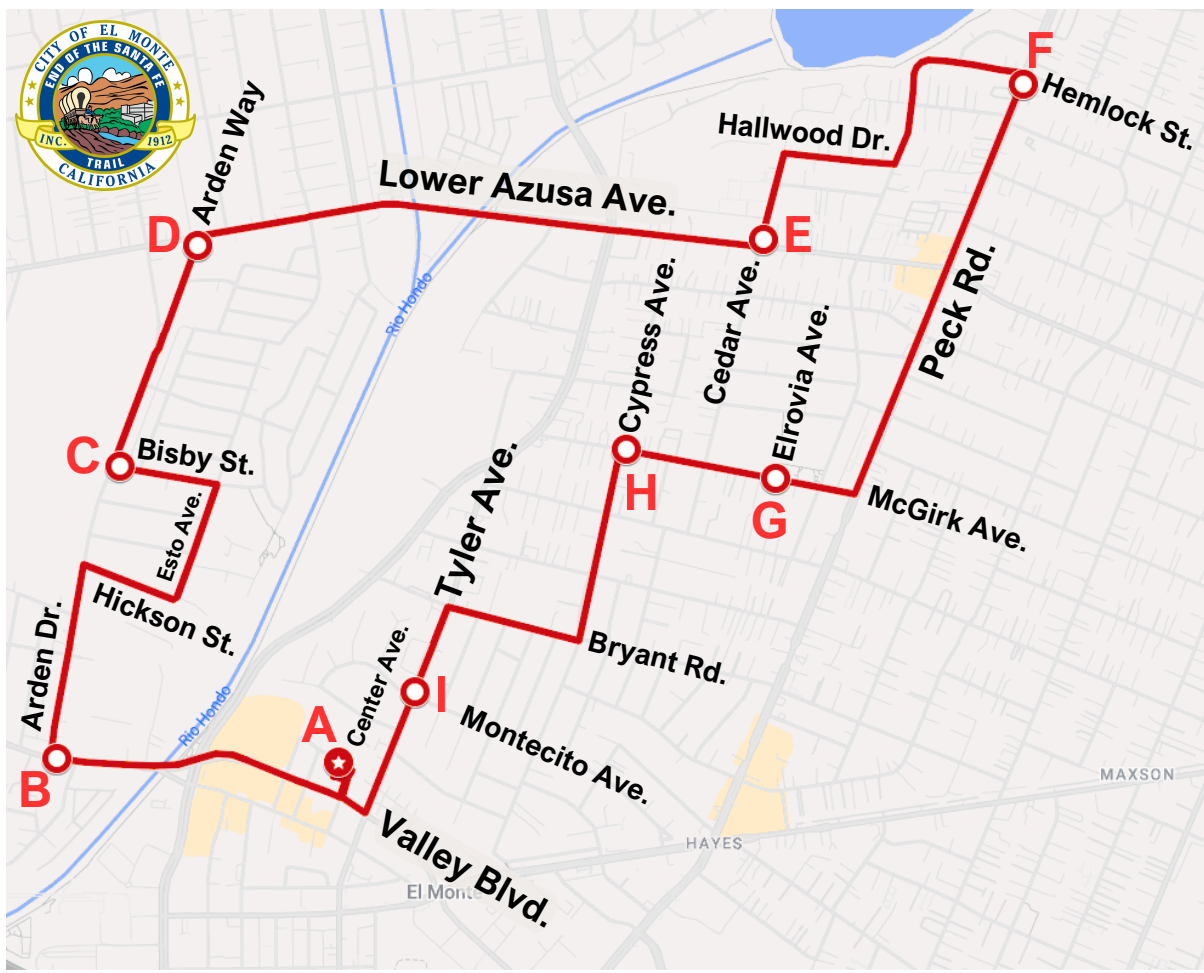 CITY OF EL MONTE
END OF THE SANTA FE
INC. 1912
TRAIL
CALIFORNIA
F
Hemlock St.
Arden Way
Hallwood Dr.
Lower Azusa Ave.
D
E
Rio Hondo
Cypress Ave.
Cedar Ave.
Elrovia Ave.
Peck Rd.
C
Bisby St.
Tyler Ave.
H
G
McGirk Ave.
Esto Ave.
Hickson St.
Arden Dr.
Center Ave.
Bryant Rd.
I
Rio Hondo
A
Montecito Ave.
B
MAXSON
Valley Blvd.
HAYES
El Monte